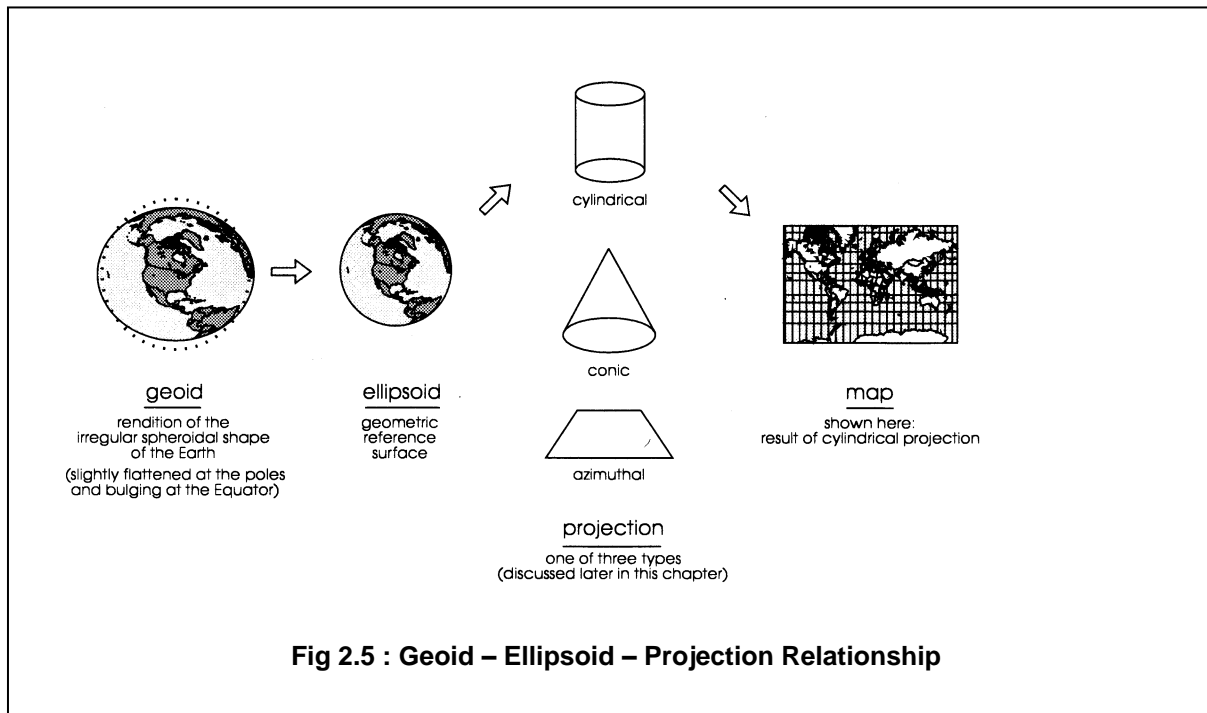 geoid
rendition of the
irregular spheroidal shape
of the Earth
(slightly flattened at the poles
and bulging at the Equator)
ellipsoid
geometric
reference
surface
cylindrical
conic
azimuthal
projection
one of three types
(discussed later in this chapter)
map
shown here:
result of cylindrical projection
Fig 2.5 : Geoid – Ellipsoid – Projection Relationship